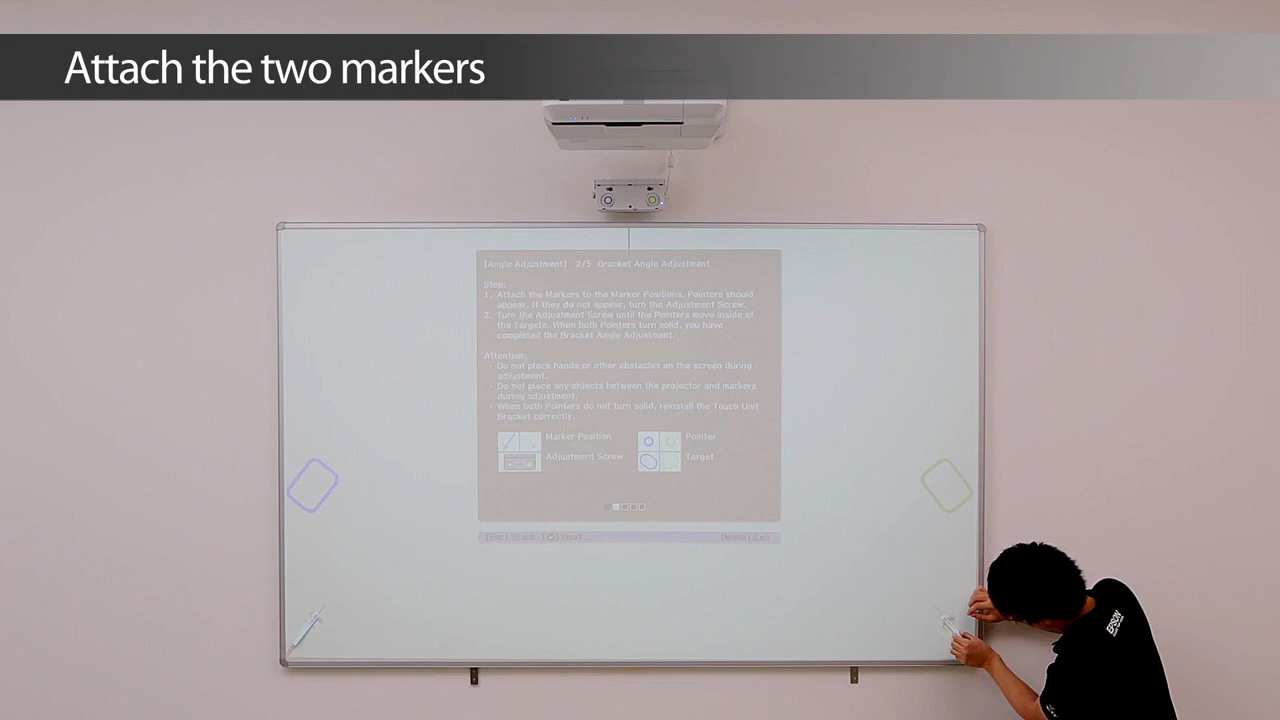 Attach the two markers
[Angle Adjustment] 2/5 Bracket Angle Adjustment
Step:
1. Attach the Markers to the Marker Positions. Pointers should
appear. If they do not appear, turn the Adjustment Screw.
2. Turn the Adjustment Screw until the Pointers move inside of
the Targets. When both Pointers turn solid, you have
completed the Bracket Angle Adjustment.
Attention:
- Do not place hands or other obstacles on the screen during
adjustment.
- Do not place any objects between the projector and markers
during adjustment.
- When both Pointers do not turn solid, reinstall the Touch Unit
Bracket correctly.
Marker Position Pointer
Adjustment Screw Target
[Esc] :Back :Next [Menu] :Exit
EPSON